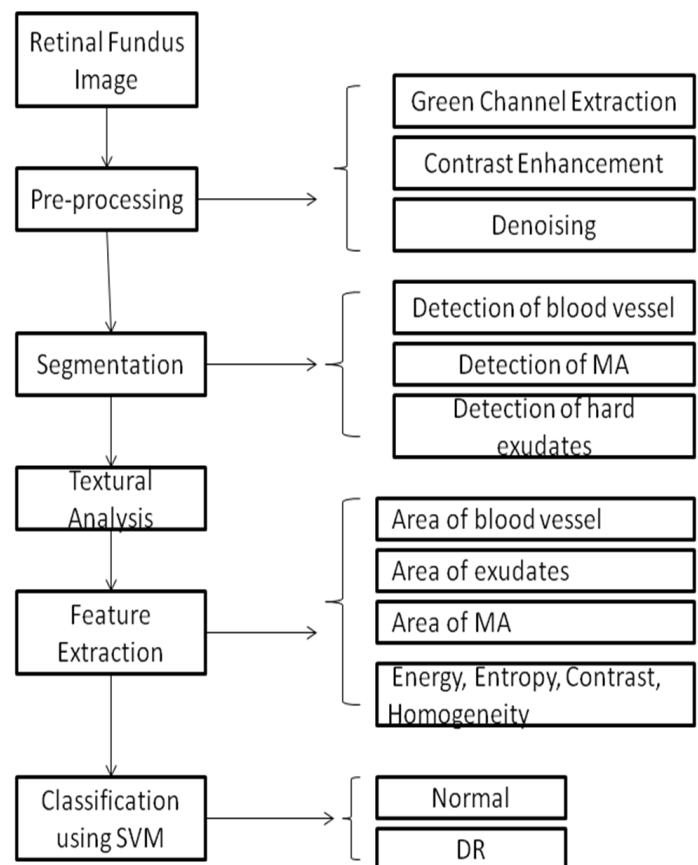 Retinal Fundus
Image
Pre-processing
Green Channel Extraction
Contrast Enhancement
Denoising
Segmentation
Detection of blood vessel
Detection of MA
Detection of hard
exudates
Textural
Analysis
Feature
Extraction
Area of blood vessel
Area of exudates
Area of MA
Energy, Entropy, Contrast,
Homogeneity
Classification
using SVM
Normal
DR